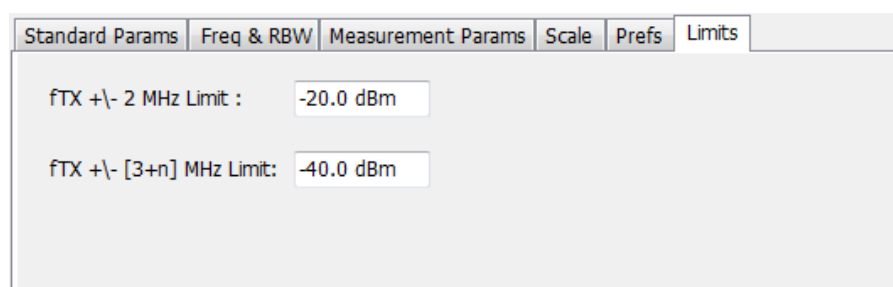 Standard Params Freq & RBW Measurement Params Scale Prefs Limits
fTX +\- 2 MHz Limit : -20.0 dBm
fTX +\- [3+n] MHz Limit: -40.0 dBm